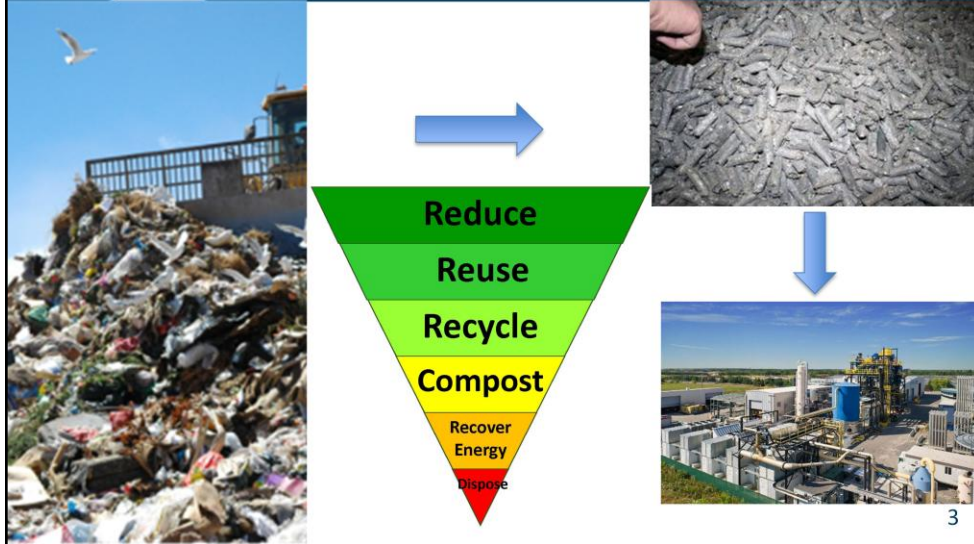 Reduce
Reuse
Recycle
Compost
Recover
Energy
Dispose
3